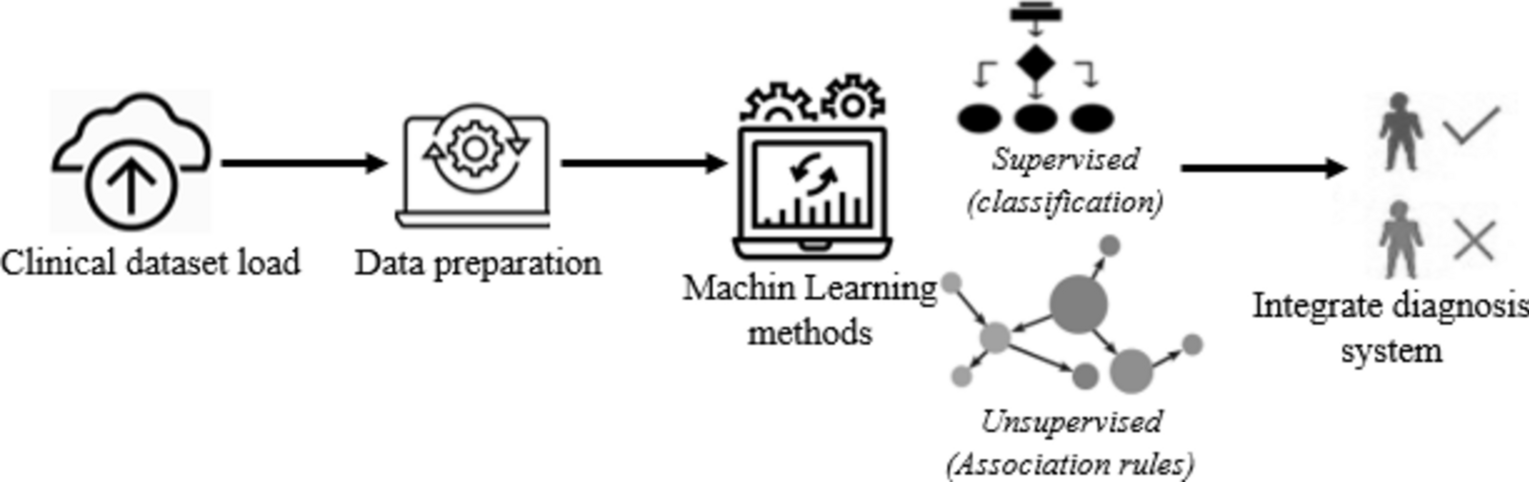 Clinical dataset load
Data preparation
Machin Learning
methods
Supervised
(classification)
Unsupervised
(Association rules)
Integrate diagnosis
system